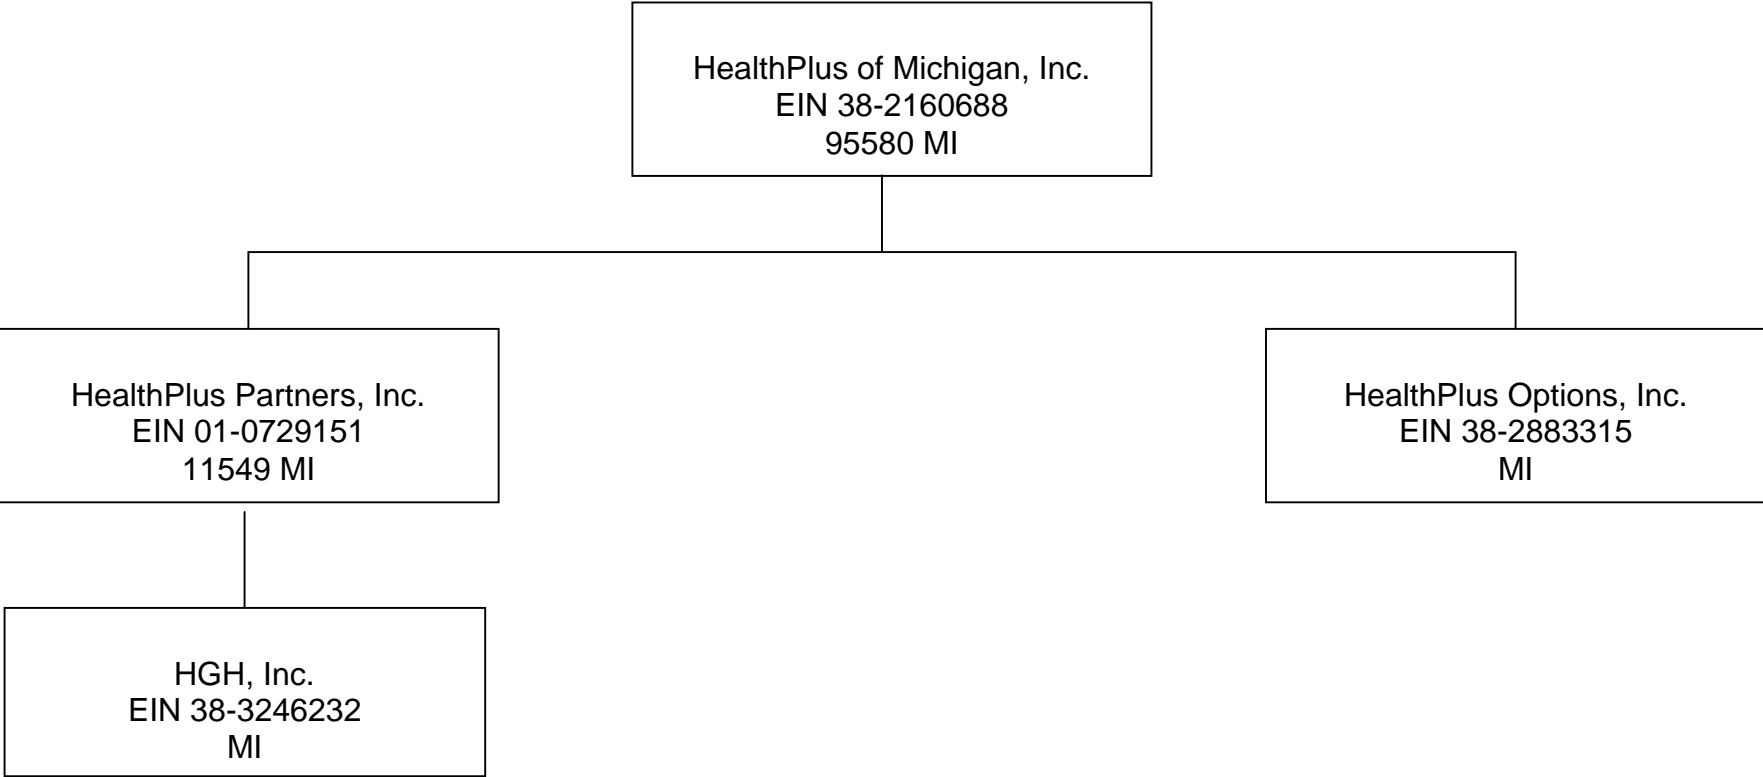 HealthPlus of Michigan, Inc.
EIN 38-2160688
95580 MI
HealthPlus Partners, Inc.
EIN 01-0729151
11549 MI
HealthPlus Options, Inc.
EIN 38-2883315
MI
HGH, Inc.
EIN 38-3246232
MI